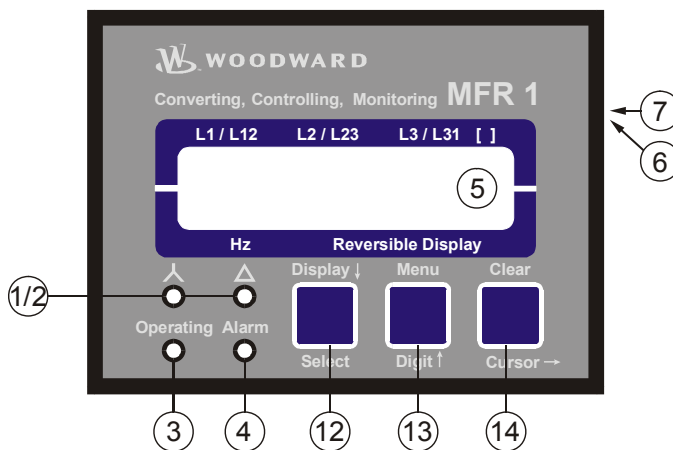 WOODWARD
Converting, Controlling, Monitoring MFR 1
L1 / L12 L2 / L23 L3 / L31 [ ]
7
6
5
Hz Reversible Display
Display ↓ Menu Clear
1/2
Operating Alarm
Select Digit ↑ Cursor →
3 4 12 13 14